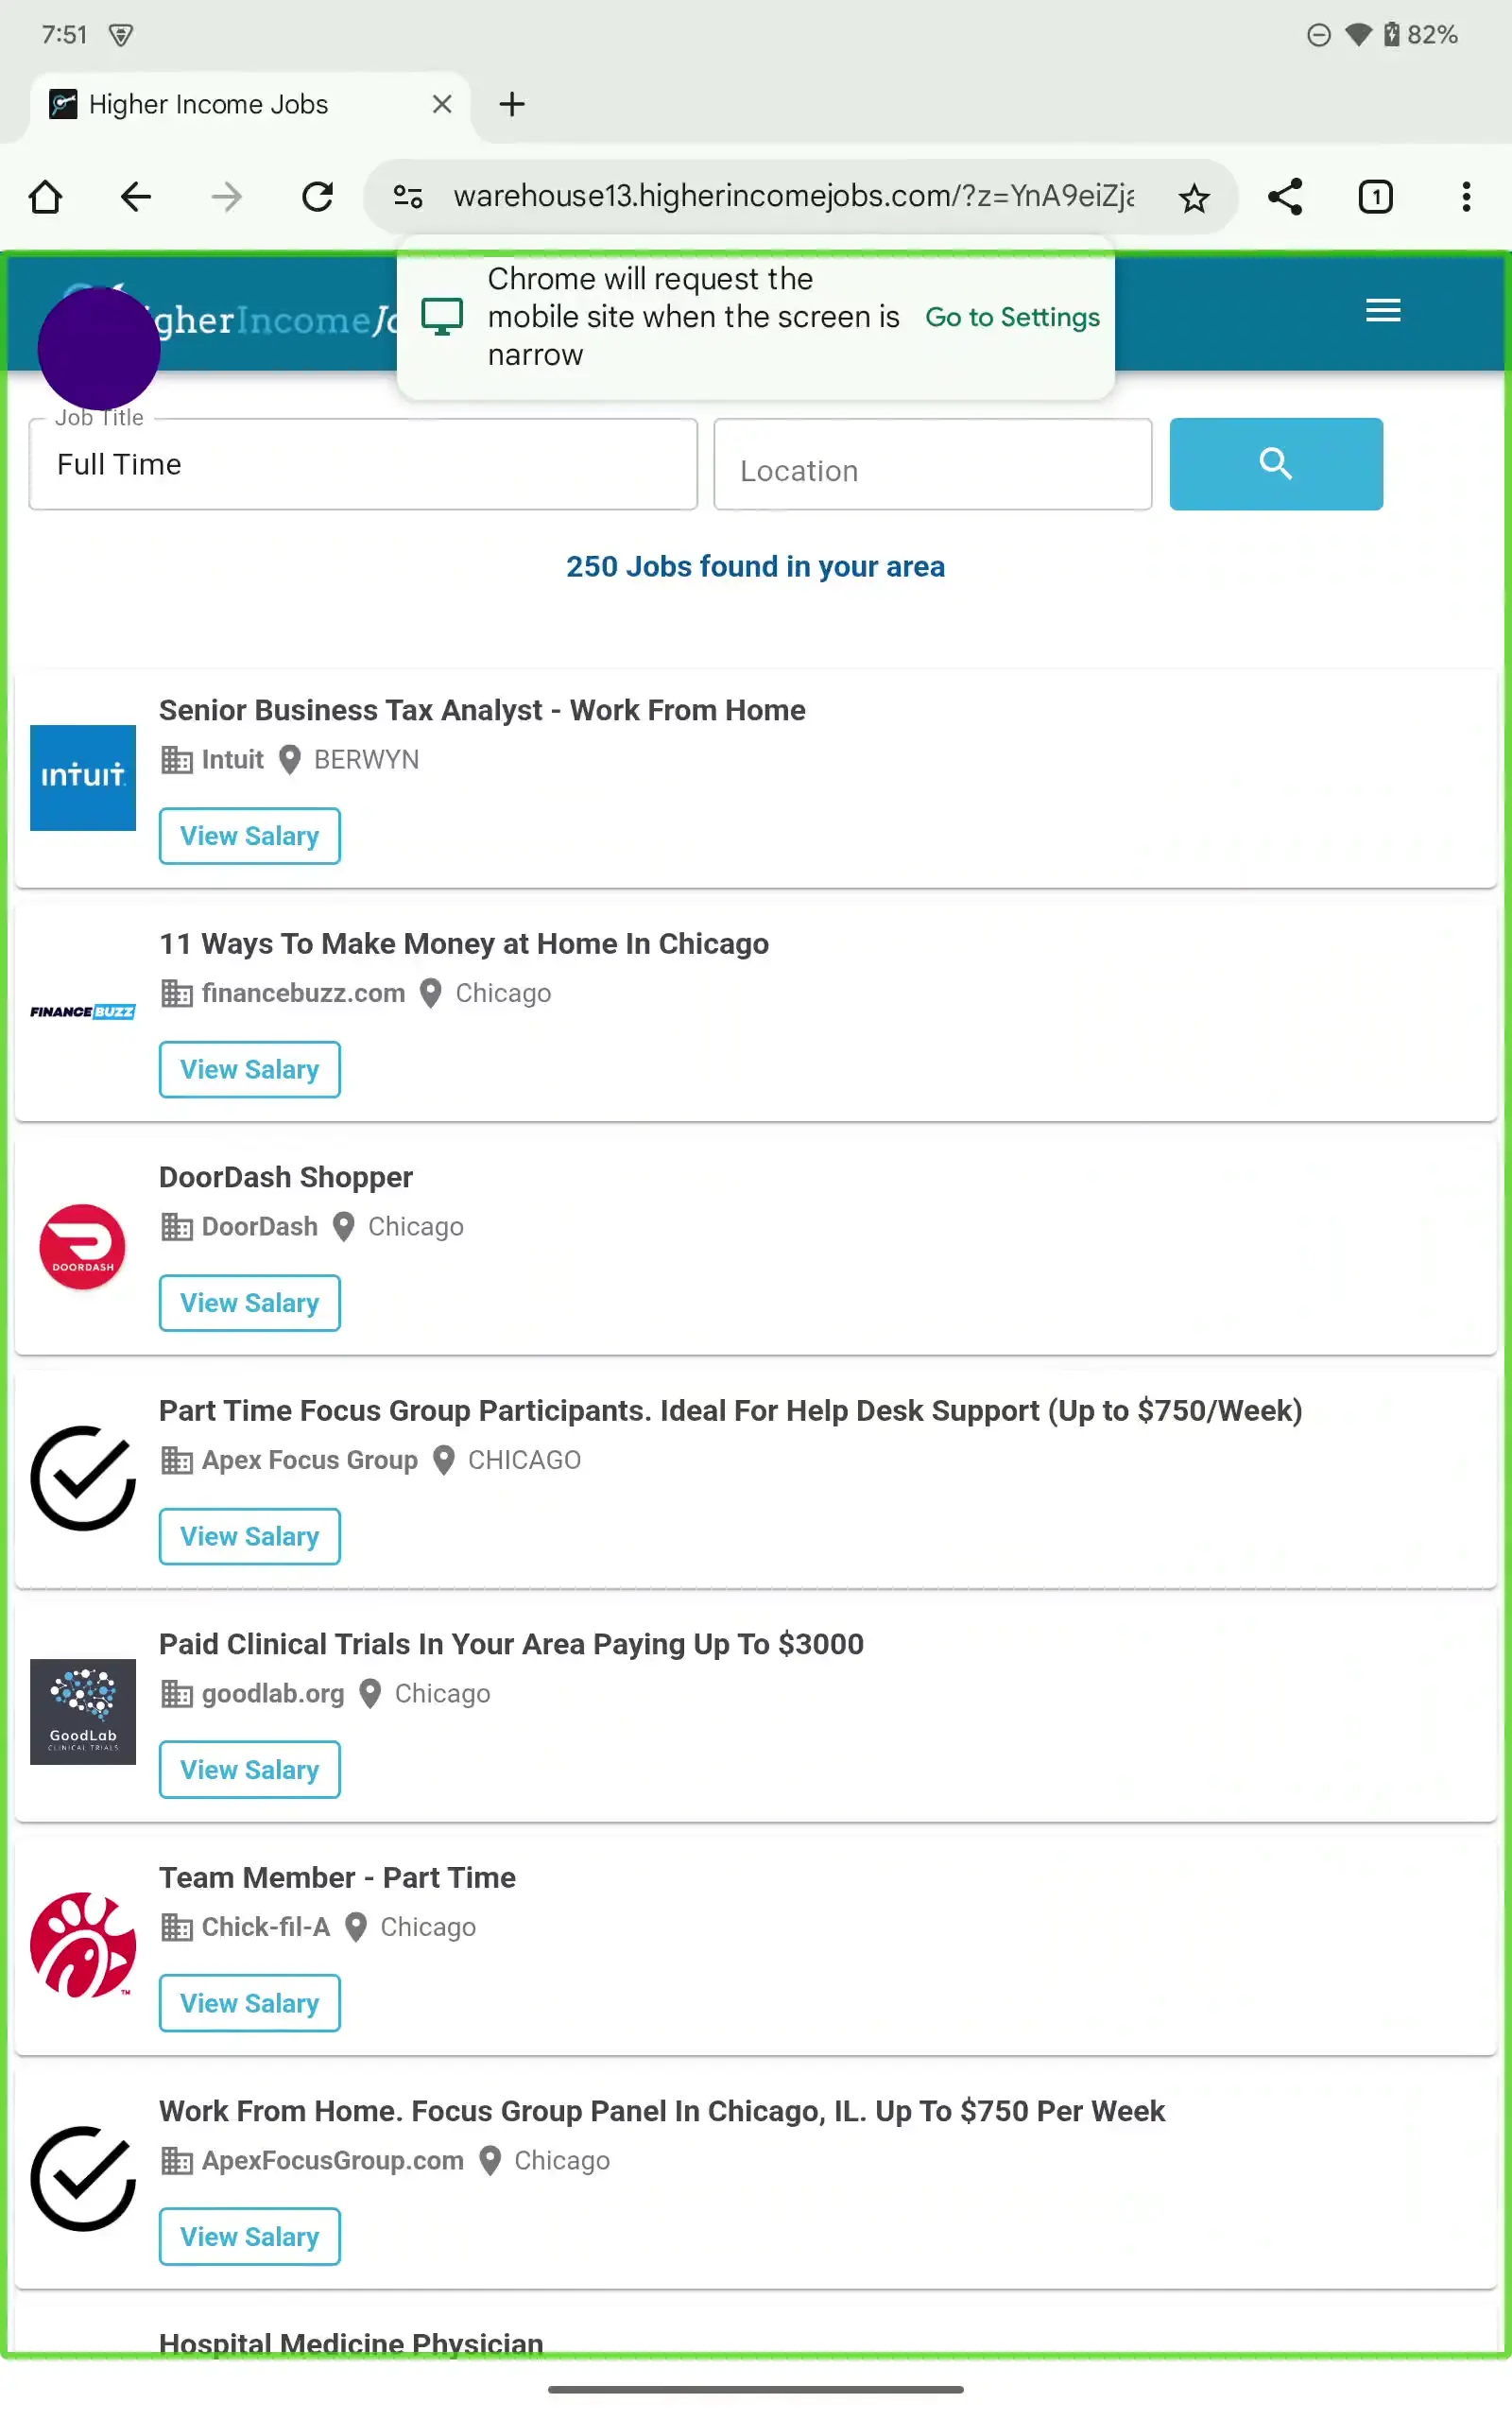 7:51
82%
Higher Income Jobs
warehouse13.higherincomejobs.com/?z=YnA9eiZj
Chrome will request the
mobile site when the screen is
narrow
Go to Settings
gherIncomeJo
Job Title
Full Time
Location
250 Jobs found in your area
Senior Business Tax Analyst - Work From Home
INTUIT
Intuit BERWYN
View Salary
11 Ways To Make Money at Home In Chicago
FINANCE BUZZ
financebuzz.com Chicago
View Salary
DoorDash Shopper
DOORDASH
DoorDash Chicago
View Salary
Part Time Focus Group Participants. Ideal For Help Desk Support (Up to $750/Week)
Apex Focus Group CHICAGO
View Salary
Paid Clinical Trials In Your Area Paying Up To $3000
goodlab.org Chicago
GoodLab
CLINICAL TRIALS
View Salary
Team Member - Part Time
Chick-fil-A Chicago
View Salary
Work From Home. Focus Group Panel In Chicago, IL. Up To $750 Per Week
ApexFocusGroup.com Chicago
View Salary
Hospital Medicine Physician